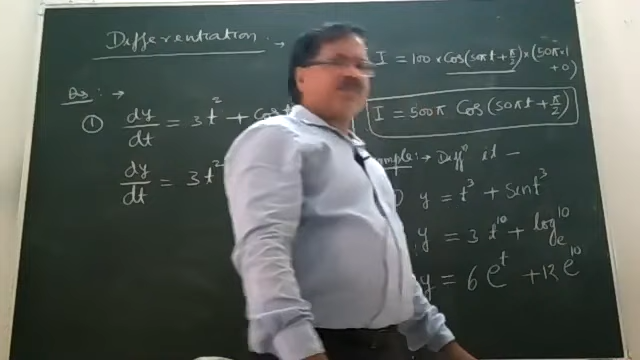 Differentiation →
Qs: →
① dy/dt = 3t² + cos t
dy/dt = 3t²
I = 100 × Cos(50πt + π/2) × (50π×1 + 0)
I = 500π Cos(50πt + π/2)
Example: → Diffⁿ it —
y = t³ + sint³
y = 3t¹⁰ + logₑ¹⁰
y = 6eᵗ + 12e¹⁰